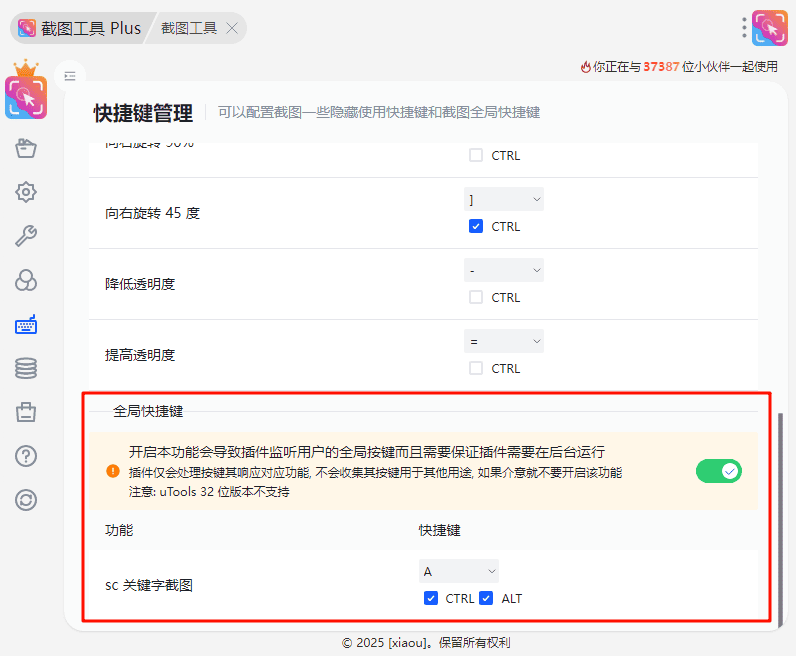 截图工具 Plus 截图工具
你正在与 37387 位小伙伴一起使用
快捷键管理 可以配置截图一些隐藏使用快捷键和截图全局快捷键
向右旋转 90%
CTRL
向右旋转 45 度 ]
CTRL
降低透明度 -
CTRL
提高透明度 =
CTRL
全局快捷键
开启本功能会导致插件监听用户的全局按键而且需要保证插件需要在后台运行
插件仅会处理按键其响应对应功能, 不会收集其按键用于其他用途, 如果介意就不要开启该功能
注意: uTools 32 位版本不支持
功能 快捷键
sc 关键字截图 A
CTRL ALT
© 2025 [xiaou]。保留所有权利